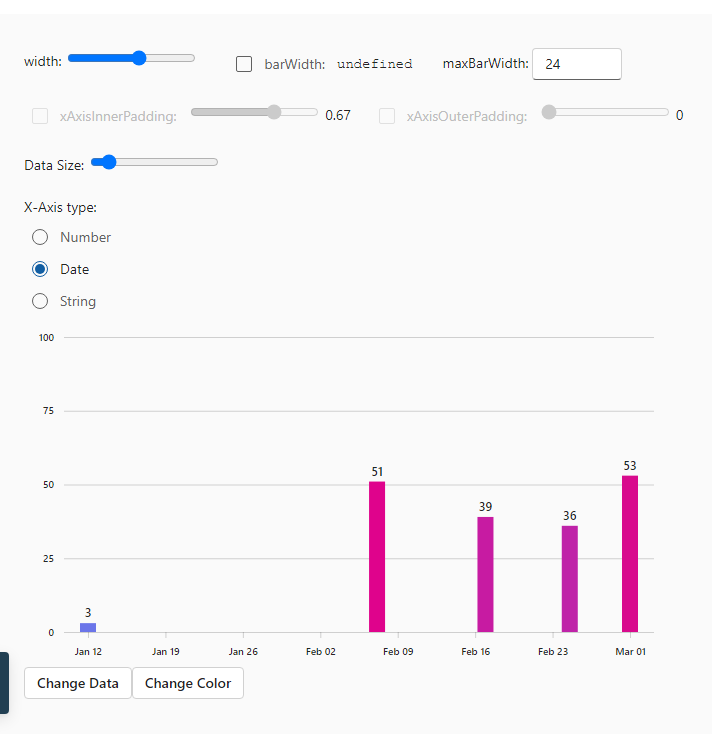 width: barWidth: undefined maxBarWidth: 24
xAxisInnerPadding: 0.67 xAxisOuterPadding: 0
Data Size:
X-Axis type:
Number
Date
String
100
75
53
51
50
39
36
25
3
0
Jan 12 Jan 19 Jan 26 Feb 02 Feb 09 Feb 16 Feb 23 Mar 01
Change Data Change Color